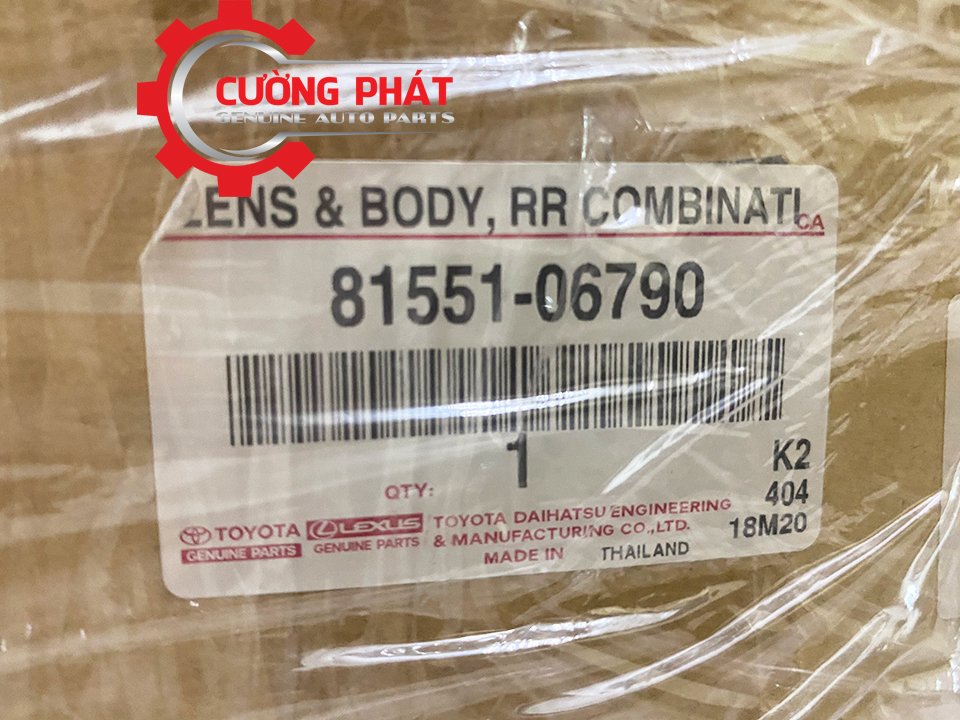 CƯỜNG PHÁT
GENUINE AUTO PARTS
LENS & BODY, RR COMBINATI
CA
81551-06790
1
QTY:
K2
404
18M20
TOYOTA
GENUINE PARTS
LEXUS
GENUINE PARTS
TOYOTA DAIHATSU ENGINEERING
& MANUFACTURING CO.,LTD.
MADE IN THAILAND